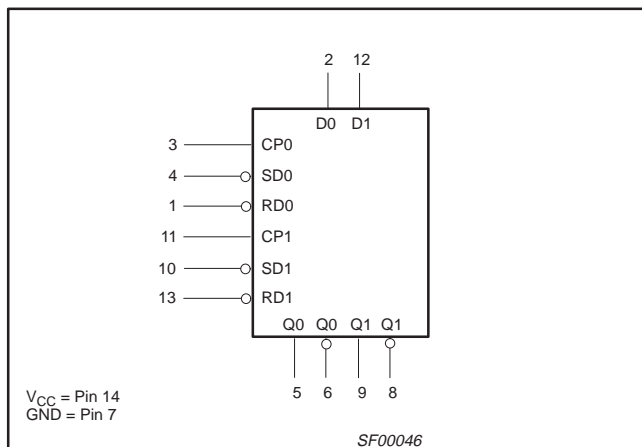 2 12
D0 D1
3 CP0
4 SD0
1 RD0
11 CP1
10 SD1
13 RD1
Q0 Q0 Q1 Q1
5 6 9 8
VCC = Pin 14
GND = Pin 7
SF00046